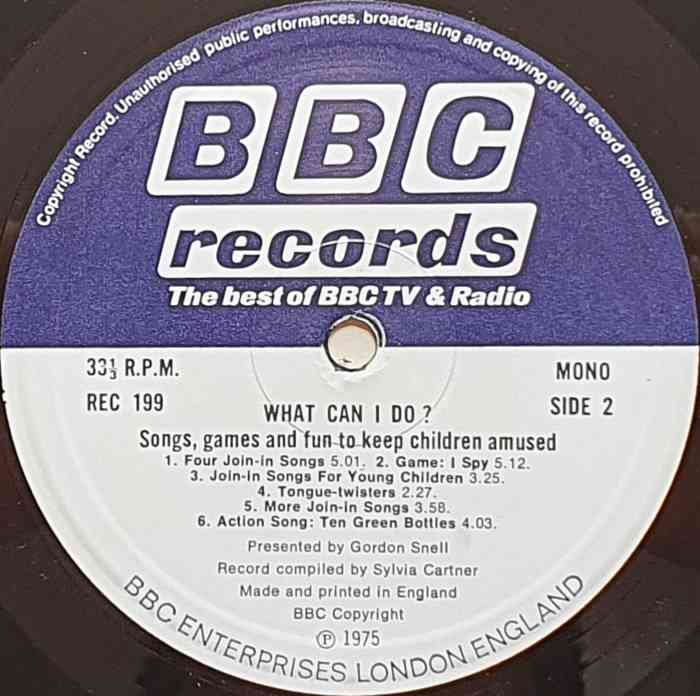 Copyright Record. Unauthorised public performances, broadcasting and copying of this record prohibited
BBC
records
The best of BBC TV & Radio
33⅓ R.P.M.
MONO
REC 199
SIDE 2
WHAT CAN I DO?
Songs, games and fun to keep children amused
1. Four Join-in Songs 5.01. 2. Game: I Spy 5.12.
3. Join-in Songs For Young Children 3.25.
4. Tongue-twisters 2.27.
5. More Join-in Songs 3.58.
6. Action Song: Ten Green Bottles 4.03.
Presented by Gordon Snell
Record compiled by Sylvia Cartner
Made and printed in England
BBC Copyright
Ⓟ 1975
BBC ENTERPRISES LONDON ENGLAND